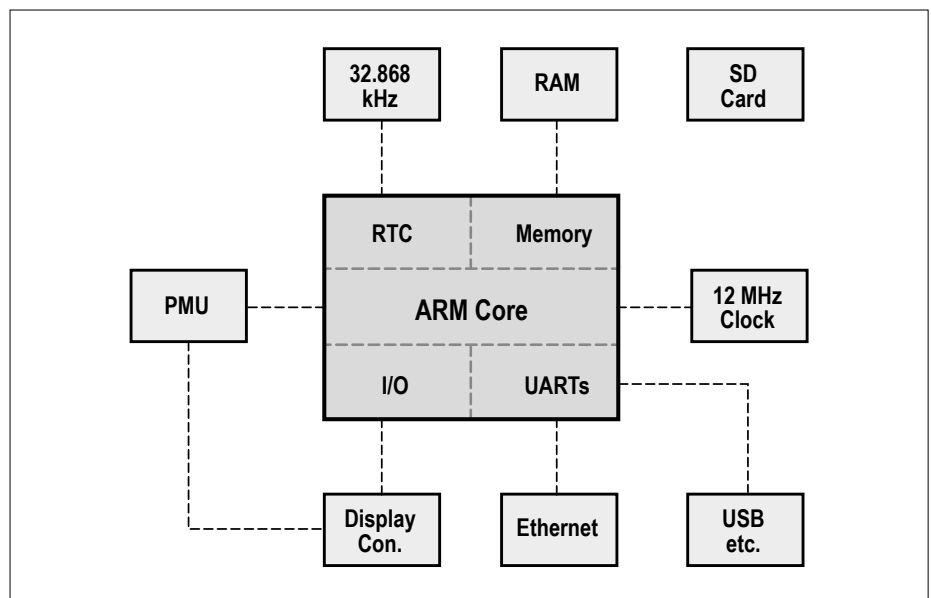 32.868
kHz
RAM
SD
Card
RTC
Memory
PMU
ARM Core
12 MHz
Clock
I/O
UARTs
Display
Con.
Ethernet
USB
etc.